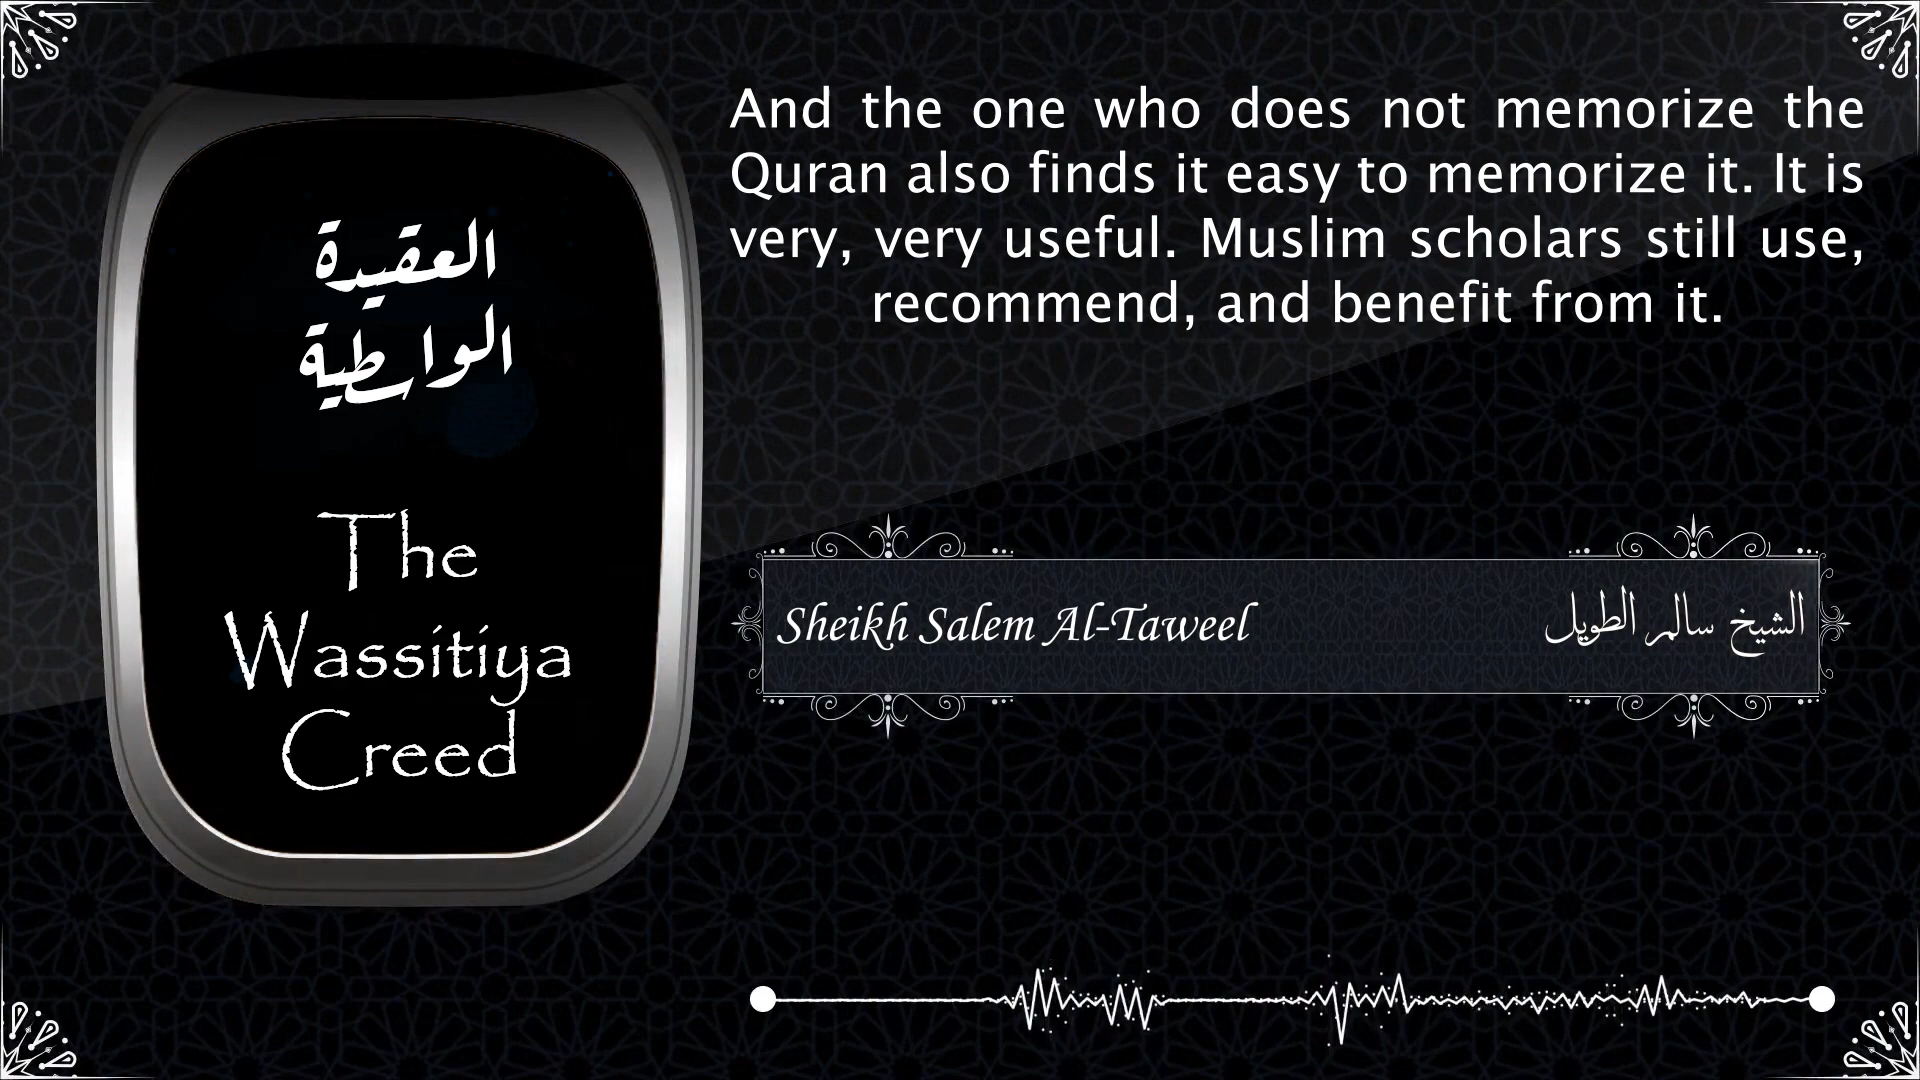 العقيدة
الواسطية
The
Wassitiya
Creed
And the one who does not memorize the
Quran also finds it easy to memorize it. It is
very, very useful. Muslim scholars still use,
recommend, and benefit from it.
Sheikh Salem Al-Taweel
الشيخ سالم الطويل